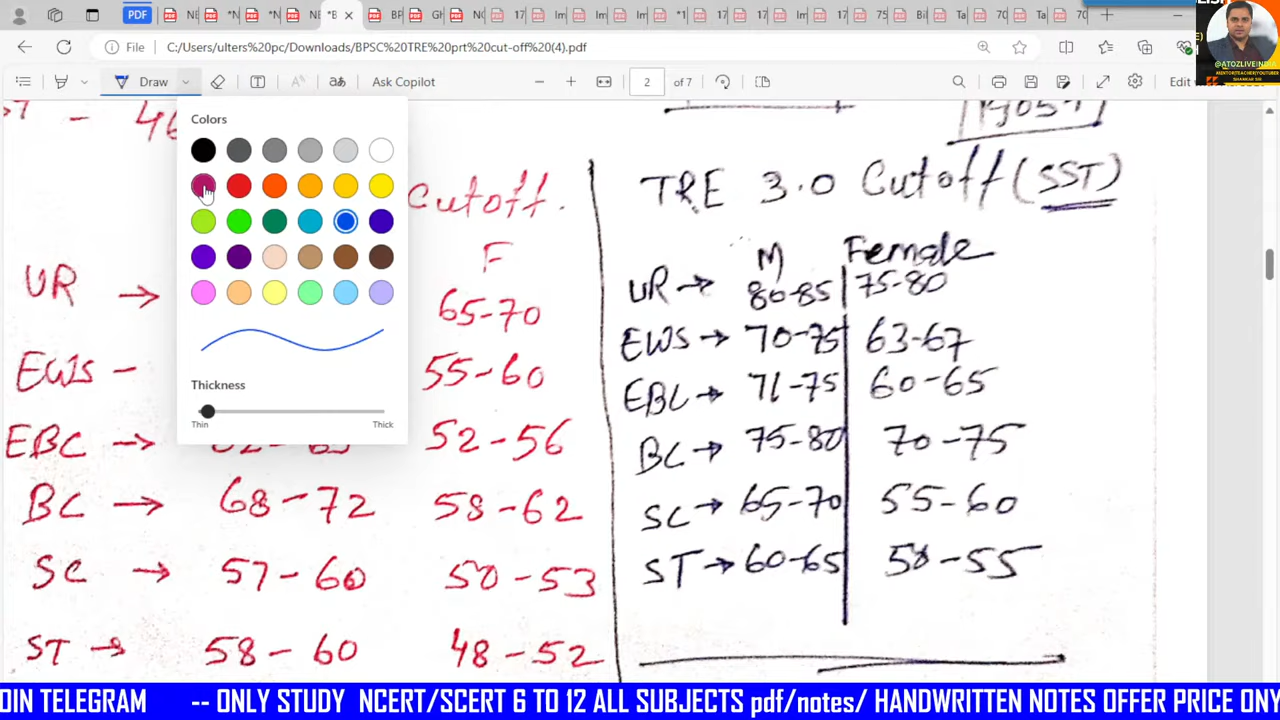 PDF
File
C:/Users/ulters%20pc/Downloads/BPSC%20TRE%20prt%20cut-off%20(4).pdf
@ATOZLIVEINDIA
Draw
Ask Copilot
2 of 7
Edit
Colors
Thickness
Thin Thick
Cutoff.
F
UR → 65-70
EWS - 55-60
EBC → 52-56
BC → 68-72 58-62
SC → 57-60 50-53
ST → 58-60 48-52
TRE 3.0 Cutoff (SST)
M Female
UR → 80-85 75-80
EWS → 70-75 63-67
EBC → 71-75 60-65
BC → 75-80 70-75
SC → 65-70 55-60
ST → 60-65 50-55
OIN TELEGRAM -- ONLY STUDY NCERT/SCERT 6 TO 12 ALL SUBJECTS pdf/notes/ HANDWRITTEN NOTES OFFER PRICE ONY